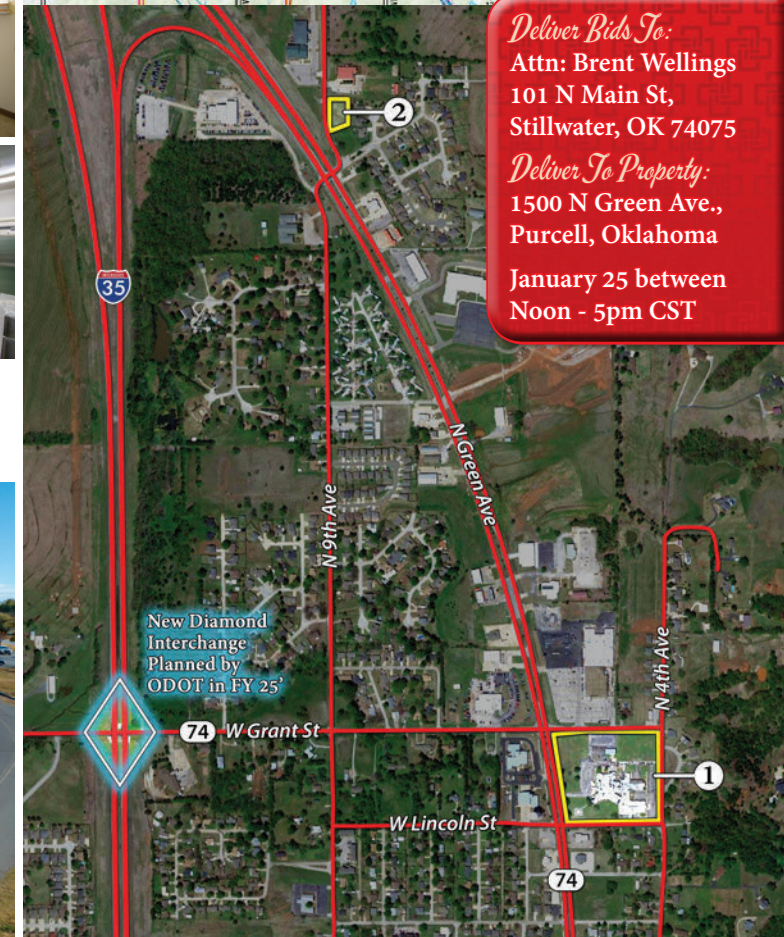 Deliver Bids To:
Attn: Brent Wellings
101 N Main St,
Stillwater, OK 74075
Deliver To Property:
1500 N Green Ave.,
Purcell, Oklahoma
January 25 between
Noon - 5pm CST
2
INTERSTATE
35
N Green Ave
N 9th Ave
New Diamond
Interchange
Planned by
ODOT in FY 25'
N 4th Ave
74 W Grant St
1
W Lincoln St
74